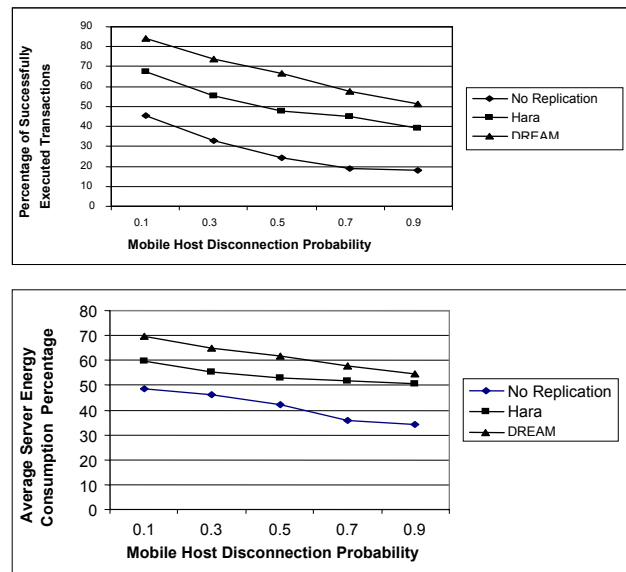 Percentage of Successfully
Executed Transactions
90
80
70
60
50
40
30
20
10
0
0.1 0.3 0.5 0.7 0.9
Mobile Host Disconnection Probability
No Replication
Hara
DREAM
Average Server Energy
Consumption Percentage
80
70
60
50
40
30
20
10
0
0.1 0.3 0.5 0.7 0.9
Mobile Host Disconnection Probability
No Replication
Hara
DREAM